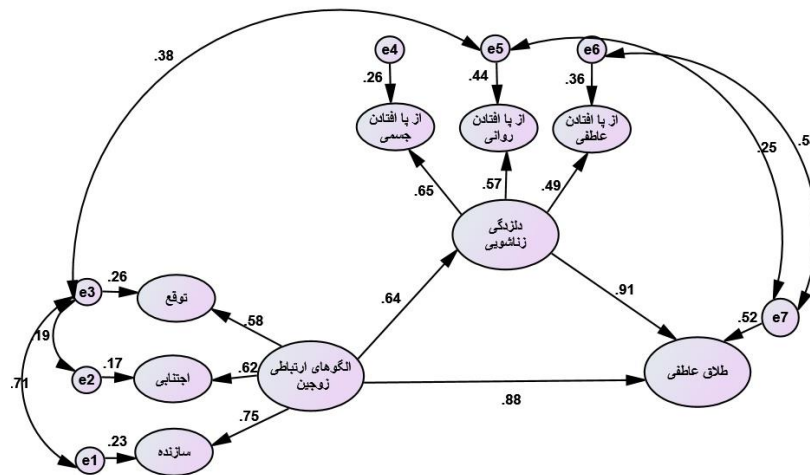 .38
e4
e5
e6
.26
.44
.36
از پا افتادن
جسمی
از پا افتادن
روانی
از پا افتادن
عاطفی
.25
.65
.57
.49
دلزدگی
زناشویی
e3
.26
توقع
.64
.91
e7
.52
.58
.19
.71
e2
.17
اجتنابی
.62
الگوهای ارتباطی
زوجین
طلاق عاطفی
.88
.75
e1
.23
سازنده